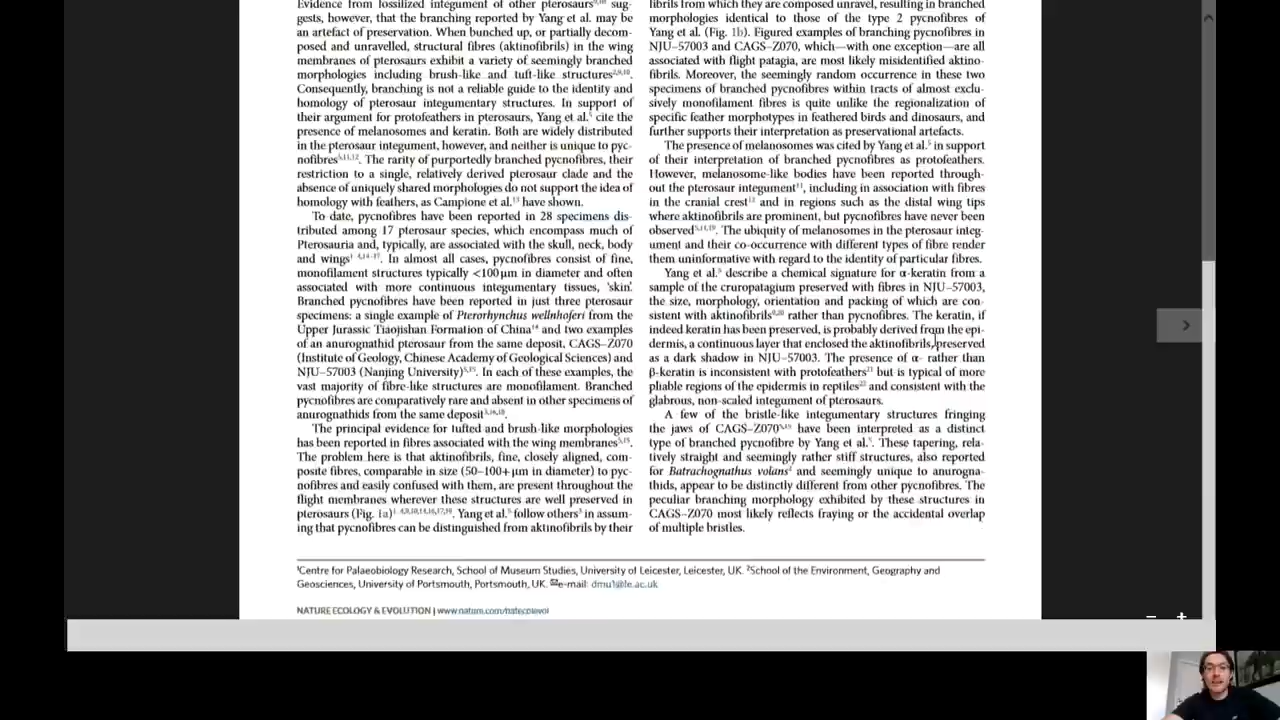 Evidence from fossilized integument of other pterosaurs sug-
gests, however, that the branching reported by Yang et al. may be
an artefact of preservation. When bunched up, or partially decom-
posed and unravelled, structural fibres (aktinofibrils) in the wing
membranes of pterosaurs exhibit a variety of seemingly branched
morphologies including brush-like and tuft-like structures
Consequently, branching is not a reliable guide to the identity and
homology of pterosaur integumentary structures. In support of
their argument for protofeathers in pterosaurs, Yang et al. cite the
presence of melanosomes and keratin. Both are widely distributed
in the pterosaur integument, however, and neither is unique to pyc-
nofibres. The rarity of purportedly branched pycnofibres, their
restriction to a single, relatively derived pterosaur clade and the
absence of uniquely shared morphologies do not support the idea of
homology with feathers, as Campione et al. have shown.
To date, pycnofibres have been reported in 28 specimens dis-
tributed among 17 pterosaur species, which encompass much of
Pterosauria and, typically, are associated with the skull, neck, body
and wings. In almost all cases, pycnofibres consist of fine,
monofilament structures typically <100 μm in diameter and often
associated with more continuous integumentary tissues, 'skin'.
Branched pycnofibres have been reported in just three pterosaur
specimens: a single example of Pterorhynchus wellnhoferi from the
Upper Jurassic Tiaojishan Formation of China and two examples
of an anurognathid pterosaur from the same deposit, CAGS–Z070
(Institute of Geology, Chinese Academy of Geological Sciences) and
NJU–57003 (Nanjing University). In each of these examples, the
vast majority of fibre-like structures are monofilament. Branched
pycnofibres are comparatively rare and absent in other specimens of
anurognathids from the same deposit
The principal evidence for tufted and brush-like morphologies
has been reported in fibres associated with the wing membranes
The problem here is that aktinofibrils, fine, closely aligned, com-
posite fibres, comparable in size (50–100+ μm in diameter) to pyc-
nofibres and easily confused with them, are present throughout the
flight membranes wherever these structures are well preserved in
pterosaurs (Fig. 1a). Yang et al. follow others in assum-
ing that pycnofibres can be distinguished from aktinofibrils by their
fibrils from which they are composed unravel, resulting in branched
morphologies identical to those of the type 2 pycnofibres of
Yang et al. (Fig. 1b). Figured examples of branching pycnofibres in
NJU–57003 and CAGS–Z070, which—with one exception—are all
associated with flight patagia, are most likely misidentified aktino-
fibrils. Moreover, the seemingly random occurrence in these two
specimens of branched pycnofibres within tracts of almost exclu-
sively monofilament fibres is quite unlike the regionalization of
specific feather morphotypes in feathered birds and dinosaurs, and
further supports their interpretation as preservational artefacts.
The presence of melanosomes was cited by Yang et al. in support
of their interpretation of branched pycnofibres as protofeathers.
However, melanosome-like bodies have been reported through-
out the pterosaur integument, including in association with fibres
in the cranial crest and in regions such as the distal wing tips
where aktinofibrils are prominent, but pycnofibres have never been
observed. The ubiquity of melanosomes in the pterosaur integ-
ument and their co-occurrence with different types of fibre render
them uninformative with regard to the identity of particular fibres.
Yang et al. describe a chemical signature for α-keratin from a
sample of the cruropatagium preserved with fibres in NJU–57003,
the size, morphology, orientation and packing of which are con-
sistent with aktinofibrils rather than pycnofibres. The keratin, if
indeed keratin has been preserved, is probably derived from the epi-
dermis, a continuous layer that enclosed the aktinofibrils, preserved
as a dark shadow in NJU–57003. The presence of α- rather than
β-keratin is inconsistent with protofeathers but is typical of more
pliable regions of the epidermis in reptiles and consistent with the
glabrous, non-scaled integument of pterosaurs.
A few of the bristle-like integumentary structures fringing
the jaws of CAGS–Z070 have been interpreted as a distinct
type of branched pycnofibre by Yang et al. These tapering, rela-
tively straight and seemingly rather stiff structures, also reported
for Batrachognathus volans and seemingly unique to anurogna-
thids, appear to be distinctly different from other pycnofibres. The
peculiar branching morphology exhibited by these structures in
CAGS–Z070 most likely reflects fraying or the accidental overlap
of multiple bristles.
¹Centre for Palaeobiology Research, School of Museum Studies, University of Leicester, Leicester, UK. ²School of the Environment, Geography and
Geosciences, University of Portsmouth, Portsmouth, UK. ✉e-mail: dmu1@le.ac.uk
NATURE ECOLOGY & EVOLUTION | www.nature.com/natecolevol